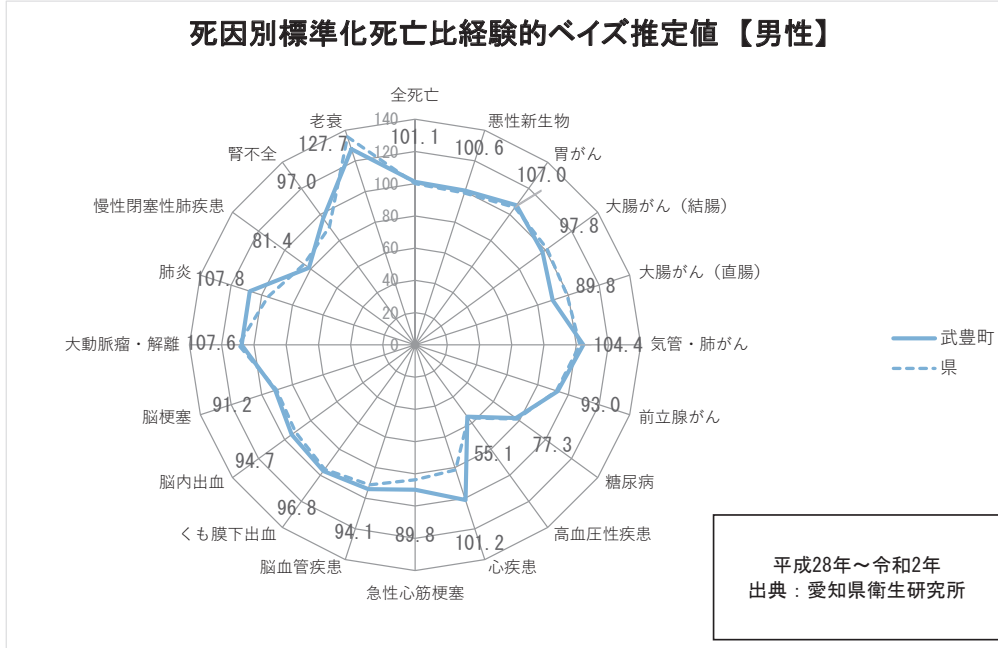 死因別標準化死亡比経験的ベイズ推定値 【男性】
全死亡
悪性新生物
胃がん
大腸がん（結腸）
大腸がん（直腸）
気管・肺がん
前立腺がん
糖尿病
高血圧性疾患
心疾患
急性心筋梗塞
脳血管疾患
くも膜下出血
脳内出血
脳梗塞
大動脈瘤・解離
肺炎
慢性閉塞性肺疾患
腎不全
老衰
140
120
100
80
60
40
20
0
101.1
100.6
107.0
97.8
89.8
104.4
93.0
77.3
55.1
101.2
89.8
94.1
96.8
94.7
91.2
107.6
107.8
81.4
97.0
127.7
武豊町
県
平成28年～令和2年
出典：愛知県衛生研究所